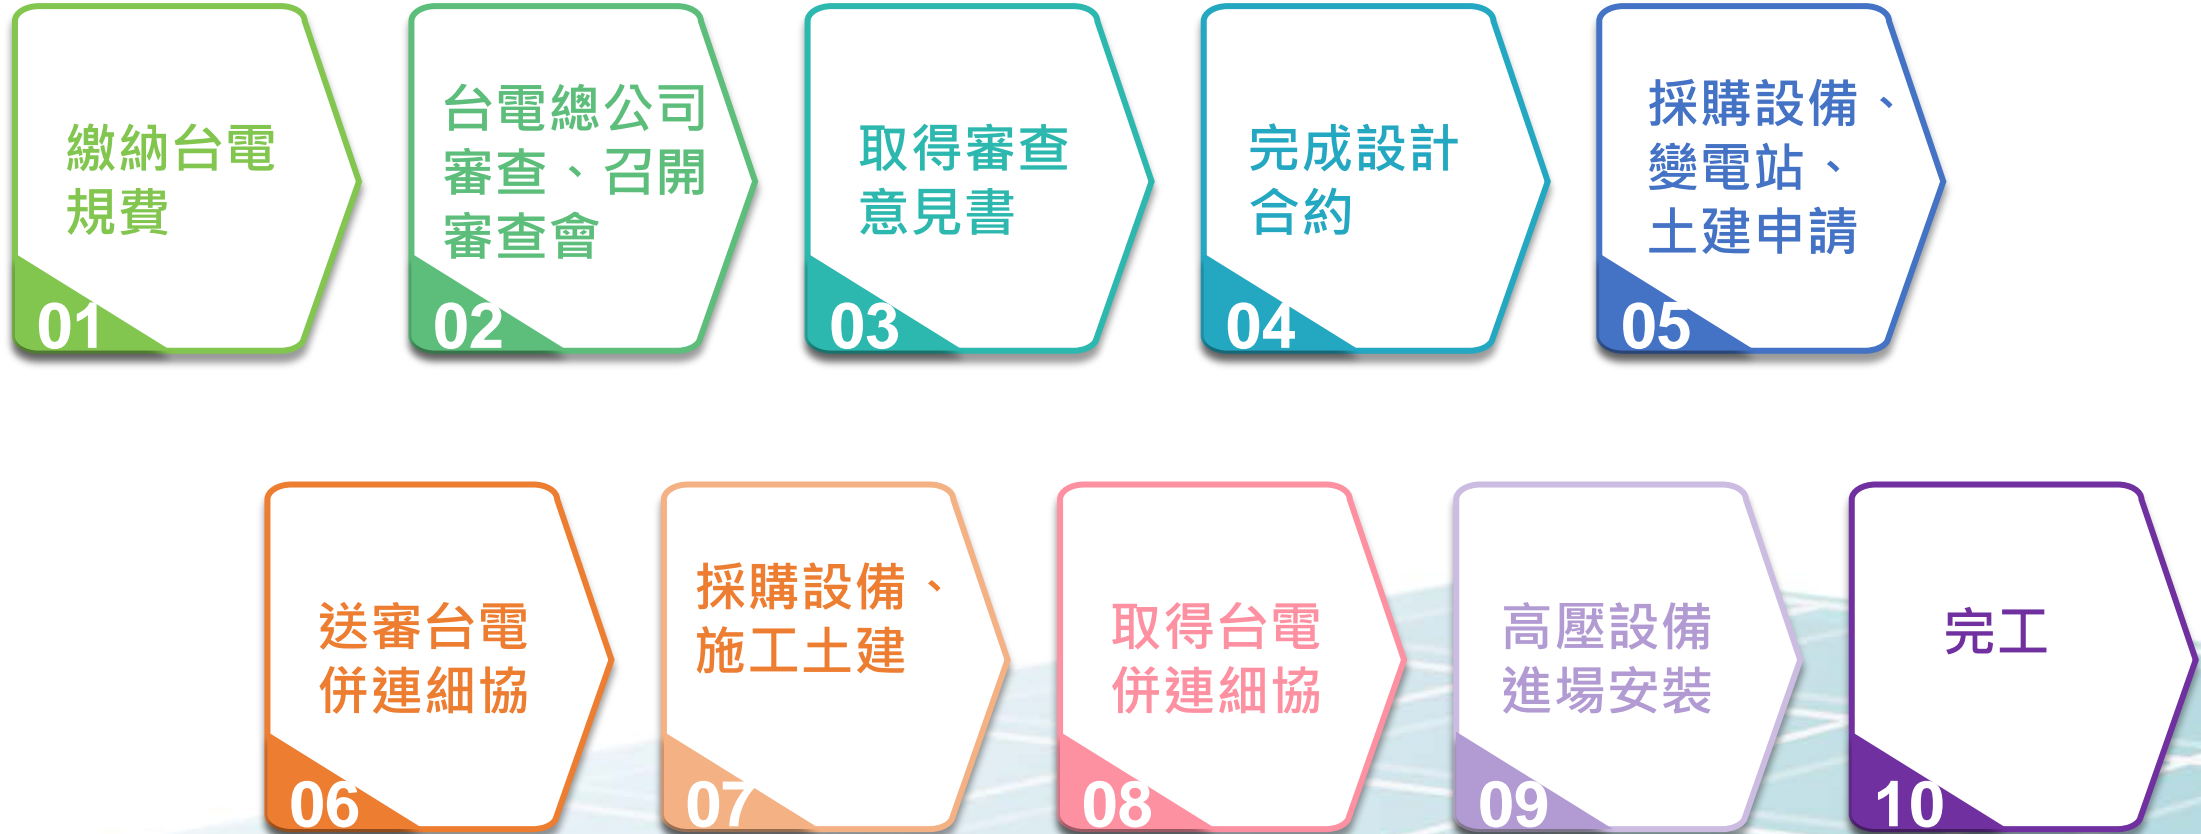 繳納台電
規費
01
台電總公司
審查、召開
審查會
02
取得審查
意見書
03
完成設計
合約
04
採購設備、
變電站、
土建申請
05
送審台電
併連細協
06
採購設備、
施工土建
07
取得台電
併連細協
08
高壓設備
進場安裝
09
完工
10